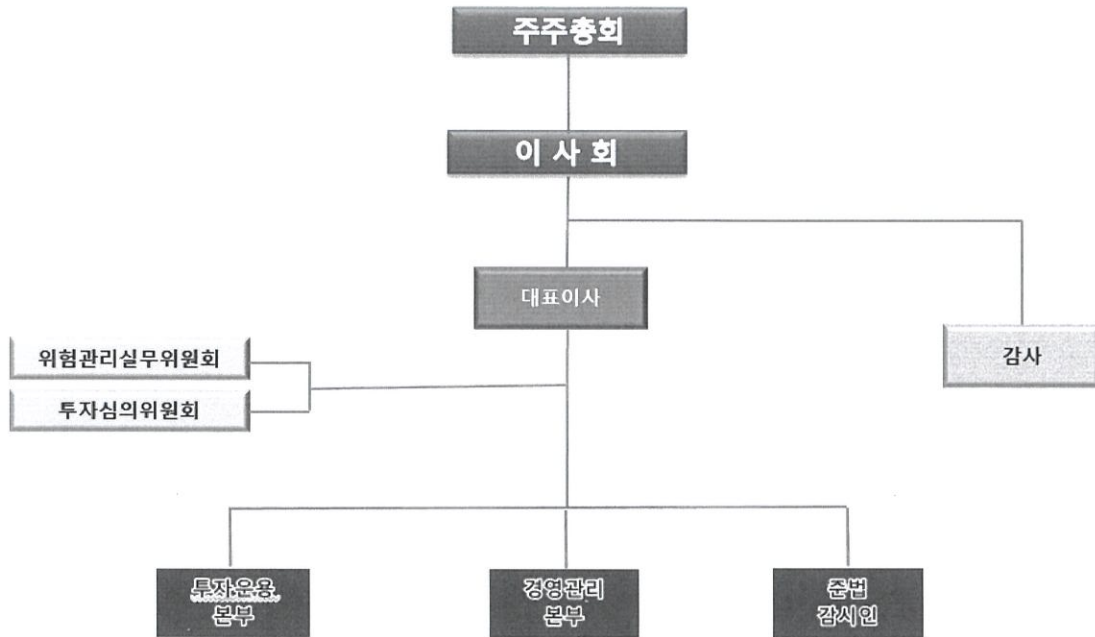 주주총회
이 사 회
대표이사
위험관리실무위원회
감사
투자심의위원회
투자운용
본부
경영관리
본부
준법
감시인